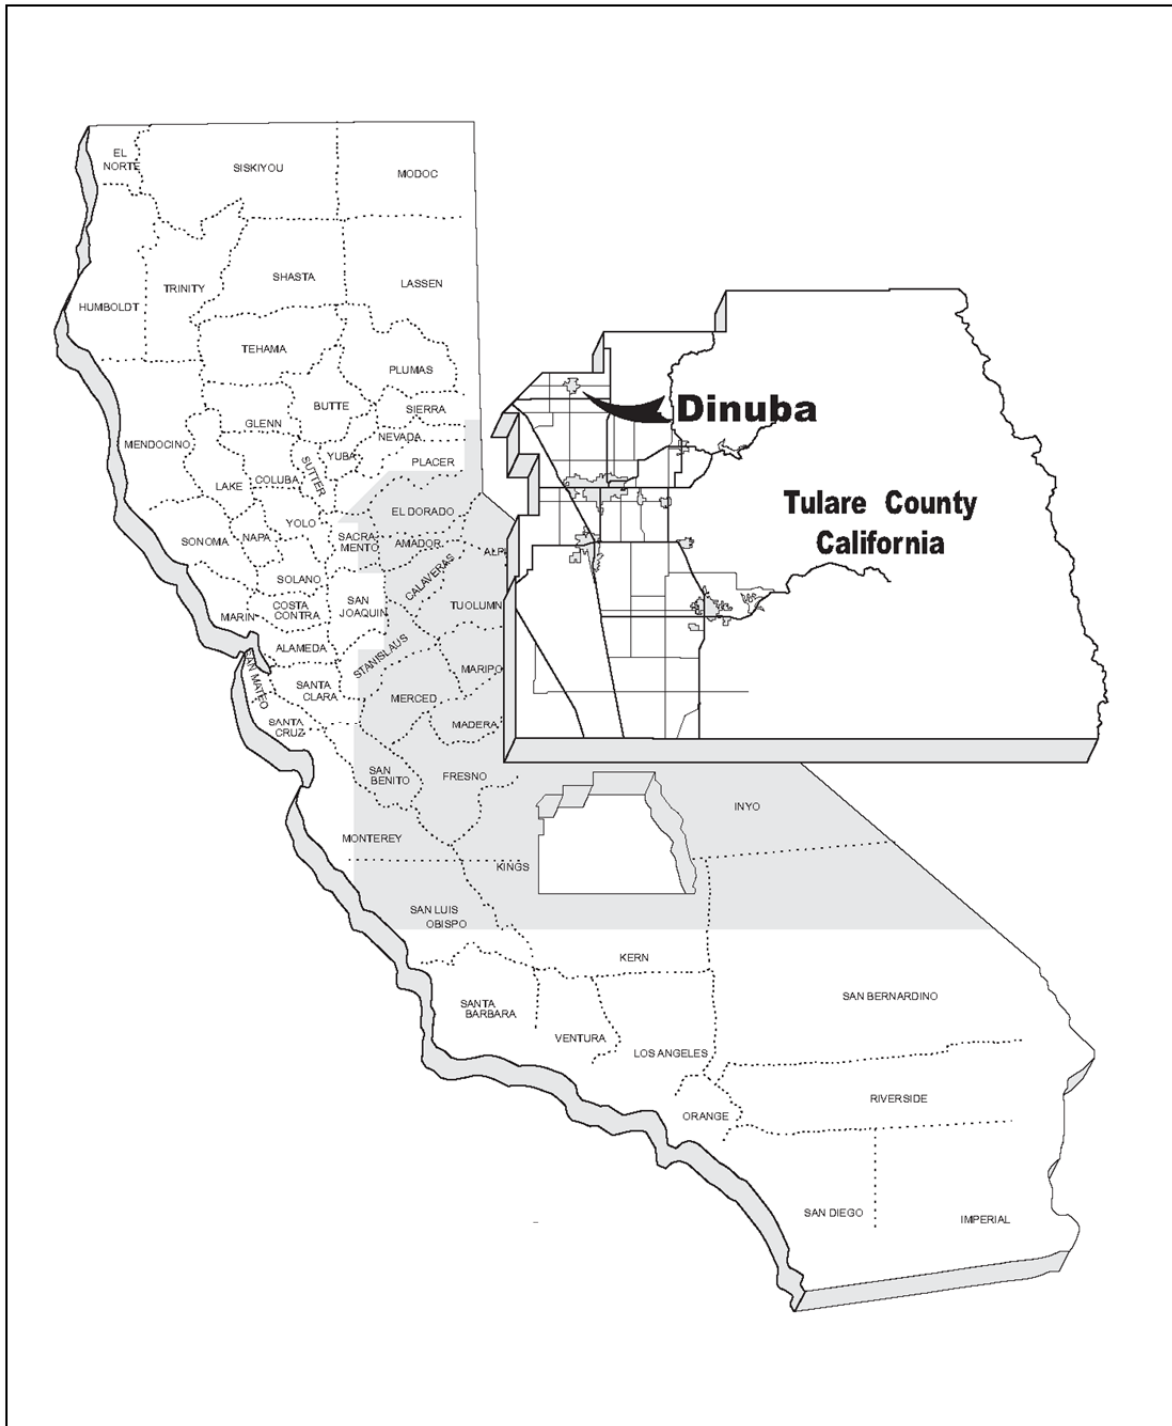 EL
NORTE
SISKIYOU
MODOC
SHASTA
TRINITY
LASSEN
HUMBOLDT
TEHAMA
PLUMAS
BUTTE
SIERRA
GLENN
NEVADA
MENDOCINO
YUBA
PLACER
SUTTER
COLUBA
LAKE
EL DORADO
YOLO
NAPA
SONOMA
SACRA
MENTO
AMADOR
ALPI
CALAVERAS
SOLANO
SAN
JOAQUIN
COSTA
CONTRA
TUOLUMN
MARIN
ALAMEDA
STANISLAUS
MARIPO
SAN MATEO
SANTA
CLARA
MERCED
SANTA
CRUZ
MADERA
SAN
BENITO
FRESNO
INYO
MONTEREY
KINGS
SAN LUIS
OBISPO
KERN
SAN BERNARDINO
SANTA
BARBARA
VENTURA
LOS ANGELES
RIVERSIDE
ORANGE
SAN DIEGO
IMPERIAL
Dinuba
Tulare County
California